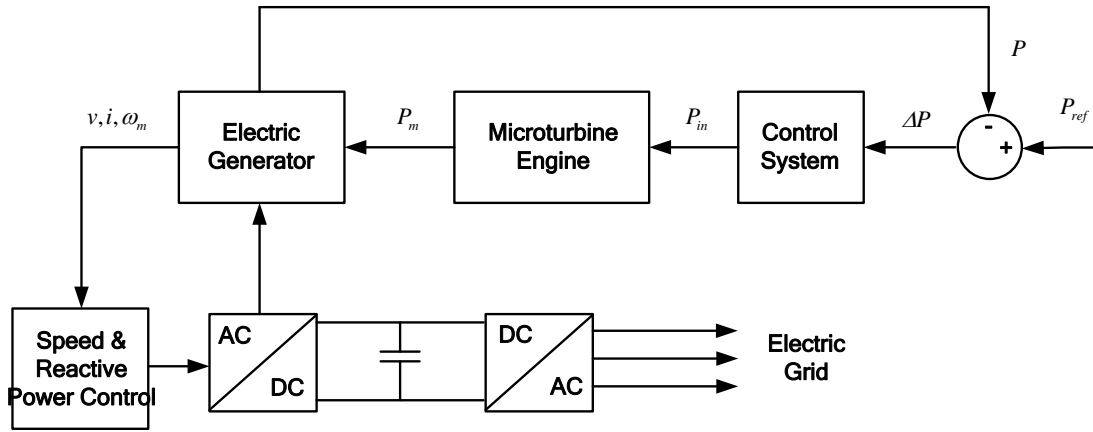 P
v, i, ω_m
Electric
Generator
P_m
Microturbine
Engine
P_in
Control
System
ΔP
-
+
P_ref
Speed &
Reactive
Power Control
AC
DC
DC
AC
Electric
Grid